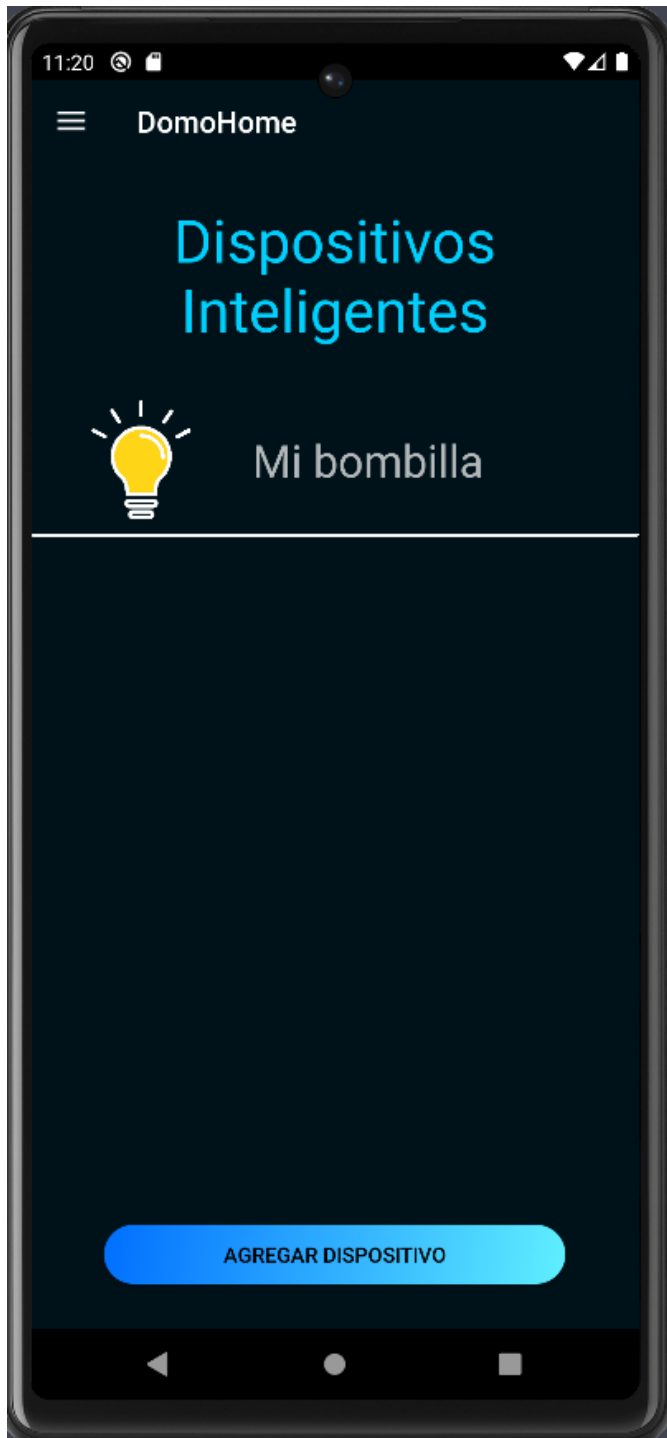 11:20
DomoHome
Dispositivos
Inteligentes
Mi bombilla
AGREGAR DISPOSITIVO